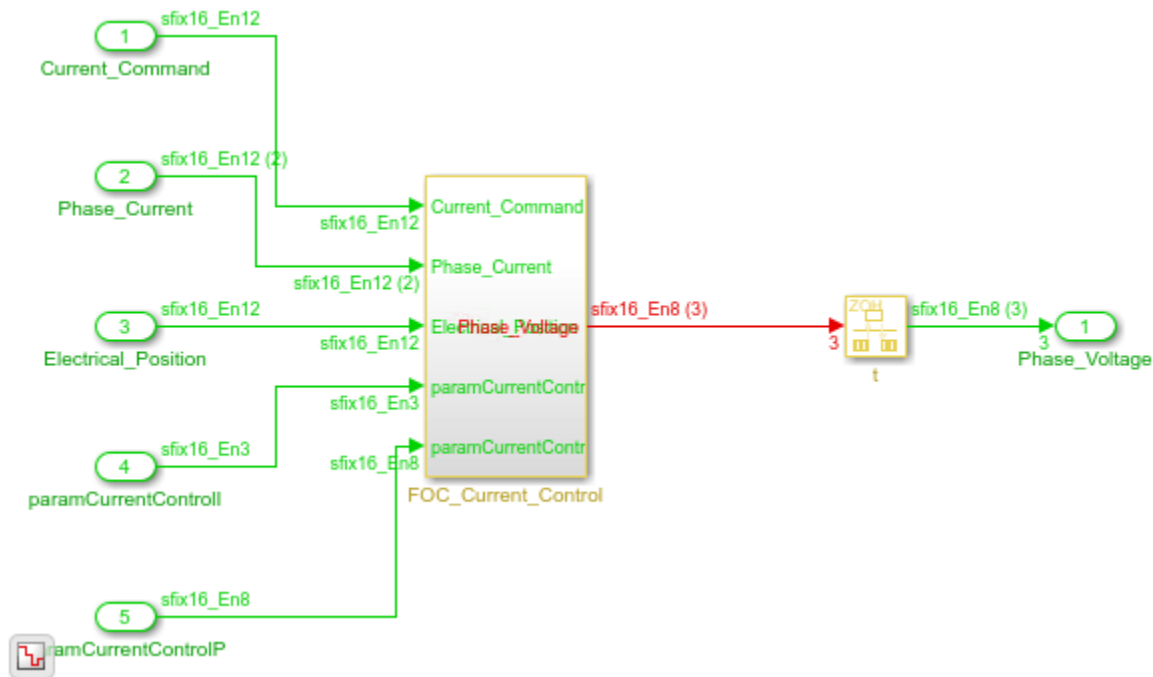 sfix16_En12
1
Current_Command
sfix16_En12 (2)
2
Phase_Current
sfix16_En12
Current_Command
sfix16_En12 (2)
Phase_Current
sfix16_En12
3
Electrical_Position
sfix16_En12
Phase_Voltage
sfix16_En8 (3)
3
ZOH
t
sfix16_En8 (3)
3
1
Phase_Voltage
sfix16_En3
paramCurrentContr
sfix16_En3
4
paramCurrentControlI
sfix16_En8
paramCurrentContr
FOC_Current_Control
sfix16_En8
5
ramCurrentControlP